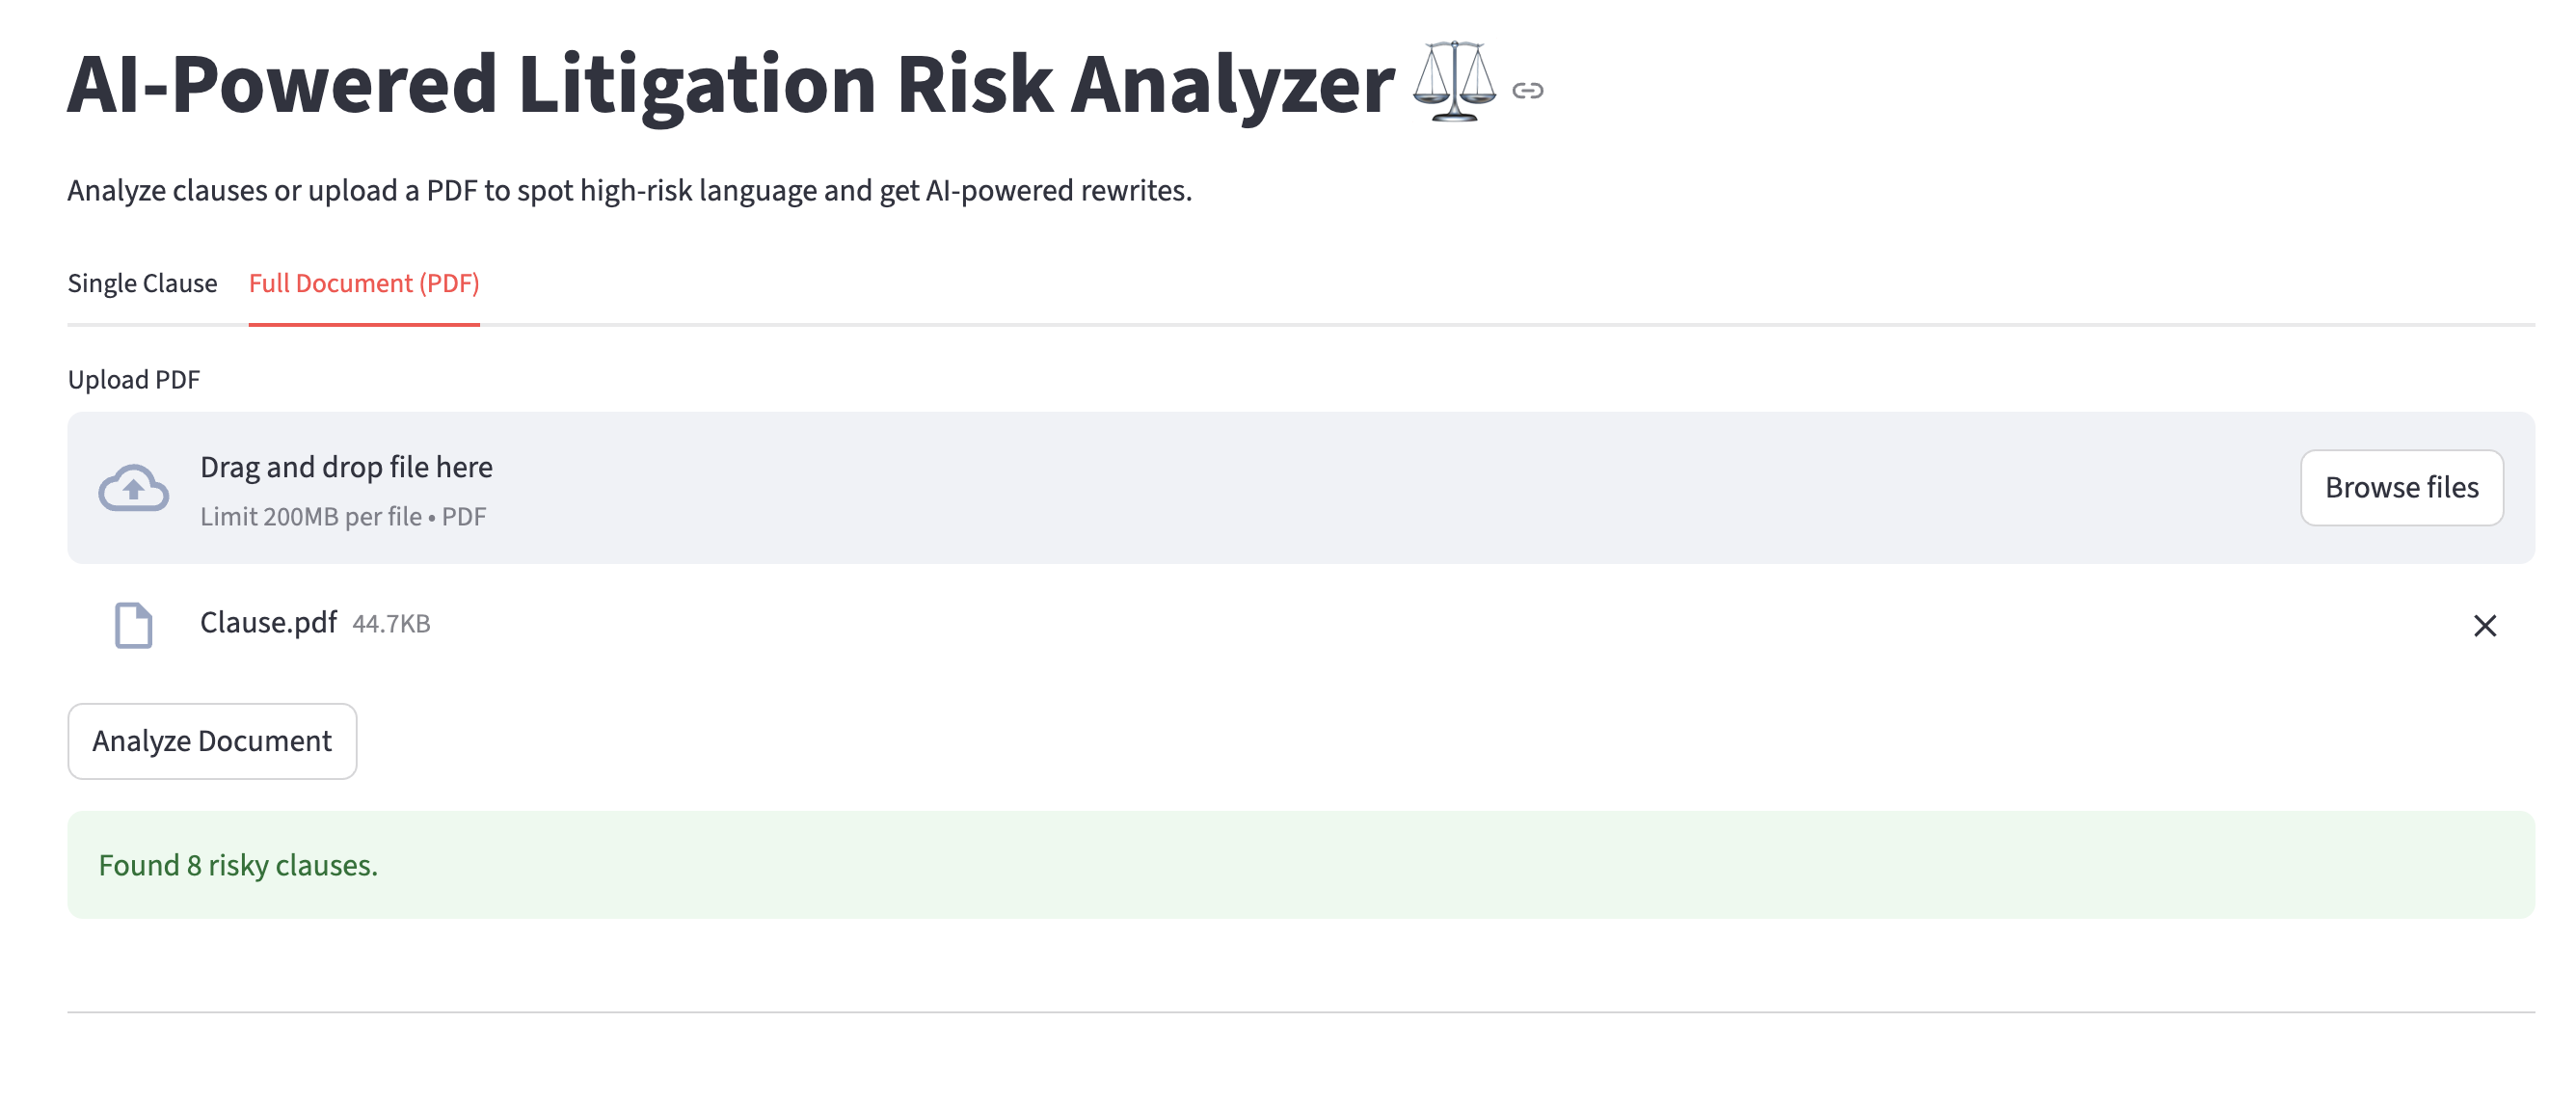 AI-Powered Litigation Risk Analyzer
Analyze clauses or upload a PDF to spot high-risk language and get AI-powered rewrites.
Single Clause Full Document (PDF)
Upload PDF
Drag and drop file here
Limit 200MB per file • PDF
Browse files
Clause.pdf 44.7KB
Analyze Document
Found 8 risky clauses.